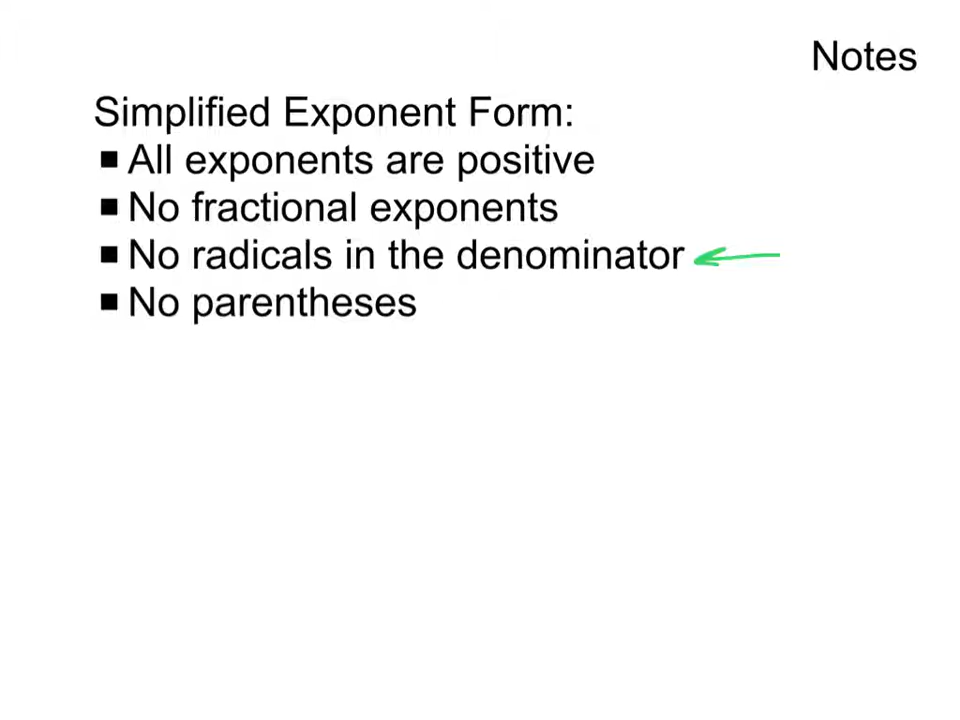 Notes
Simplified Exponent Form:
▪ All exponents are positive
▪ No fractional exponents
▪ No radicals in the denominator
▪ No parentheses